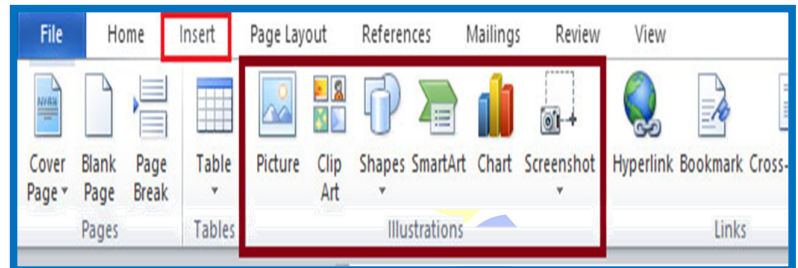 File Home Insert Page Layout References Mailings Review View
Cover Blank Page Table Picture Clip Shapes SmartArt Chart Screenshot Hyperlink Bookmark Cross-
Page Page Break Art
Pages Tables Illustrations Links